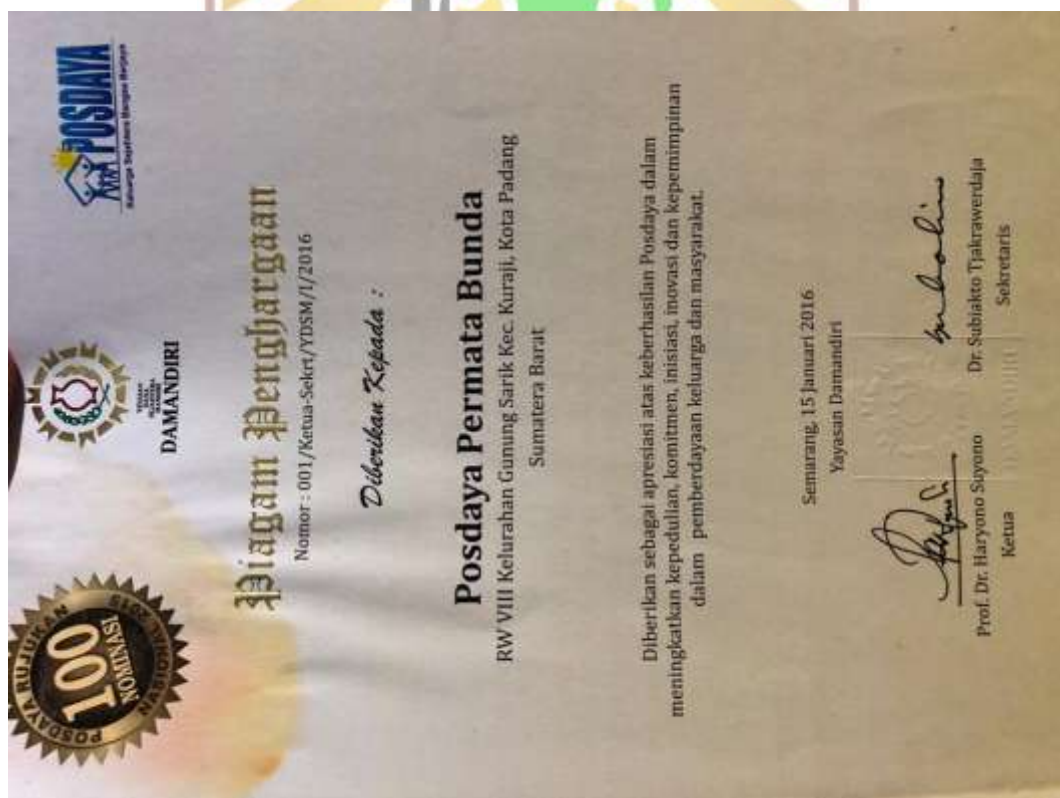 POSDAYA RUJUKAN
100
NOMINASI
DAMANDIRI
POSDAYA
Piagam Penghargaan
Nomor : 001/Ketua-Sekrt/YDSM/I/2016
Diberikan Kepada :
Posdaya Permata Bunda
RW VIII Kelurahan Gunung Sarik Kec. Kuraji, Kota Padang
Sumatera Barat
Diberikan sebagai apresiasi atas keberhasilan Posdaya dalam
meningkatkan kepedulian, komitmen, inisiasi, inovasi dan kepemimpinan
dalam pemberdayaan keluarga dan masyarakat.
Semarang, 15 Januari 2016
Yayasan Damandiri
DAMANDIRI
Prof. Dr. Haryono Suyono
Ketua
Dr. Subiakto Tjakrawerdaja
Sekretaris